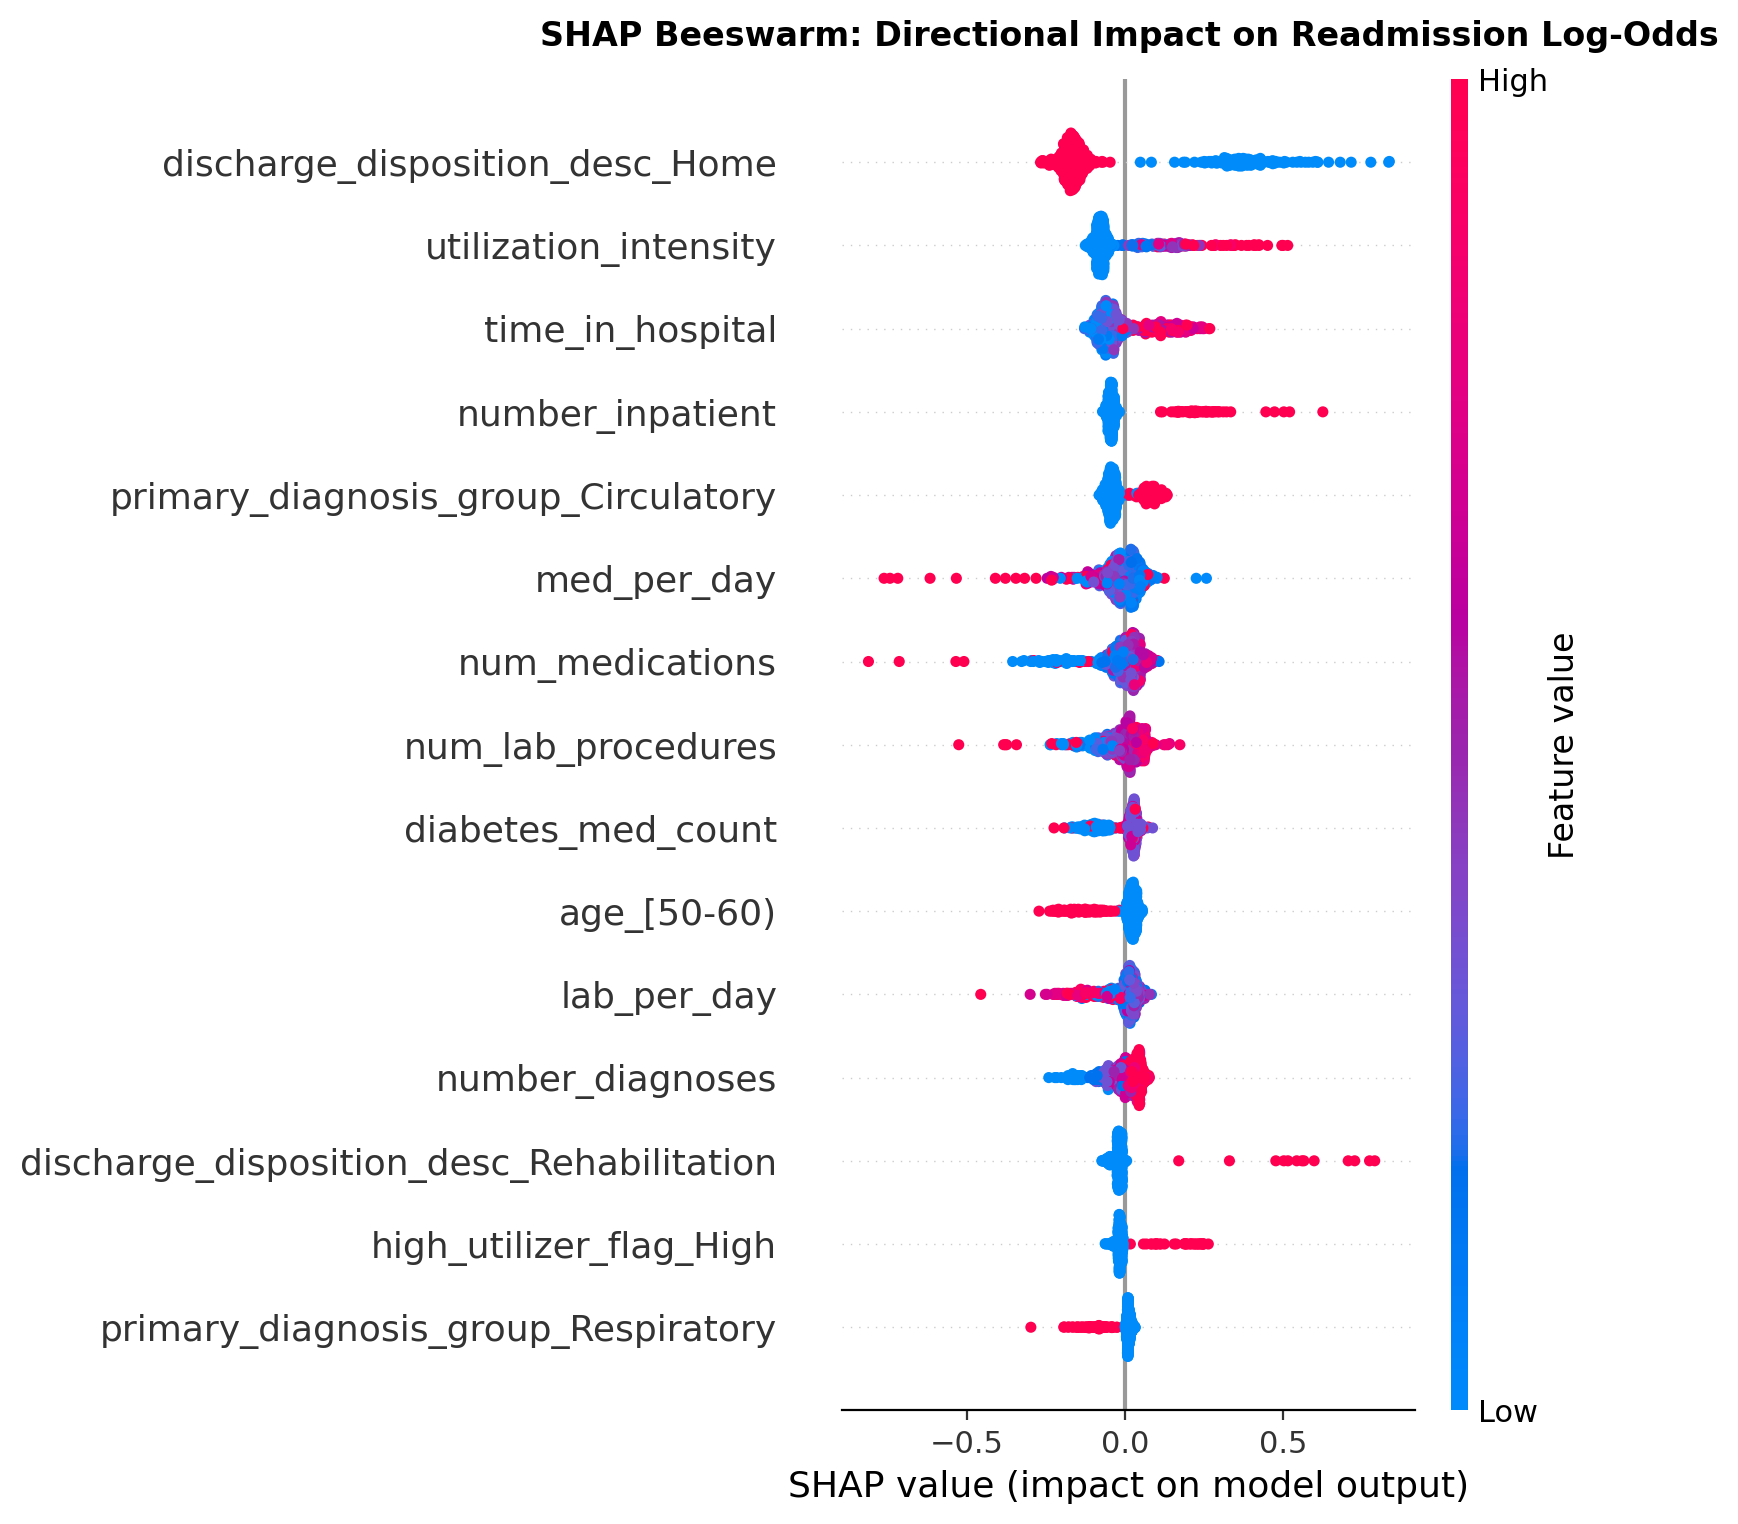 SHAP Beeswarm: Directional Impact on Readmission Log-Odds
High
discharge_disposition_desc_Home
utilization_intensity
time_in_hospital
number_inpatient
primary_diagnosis_group_Circulatory
med_per_day
num_medications
num_lab_procedures
diabetes_med_count
age_[50-60)
lab_per_day
number_diagnoses
discharge_disposition_desc_Rehabilitation
high_utilizer_flag_High
primary_diagnosis_group_Respiratory
Feature value
Low
−0.5 0.0 0.5
SHAP value (impact on model output)